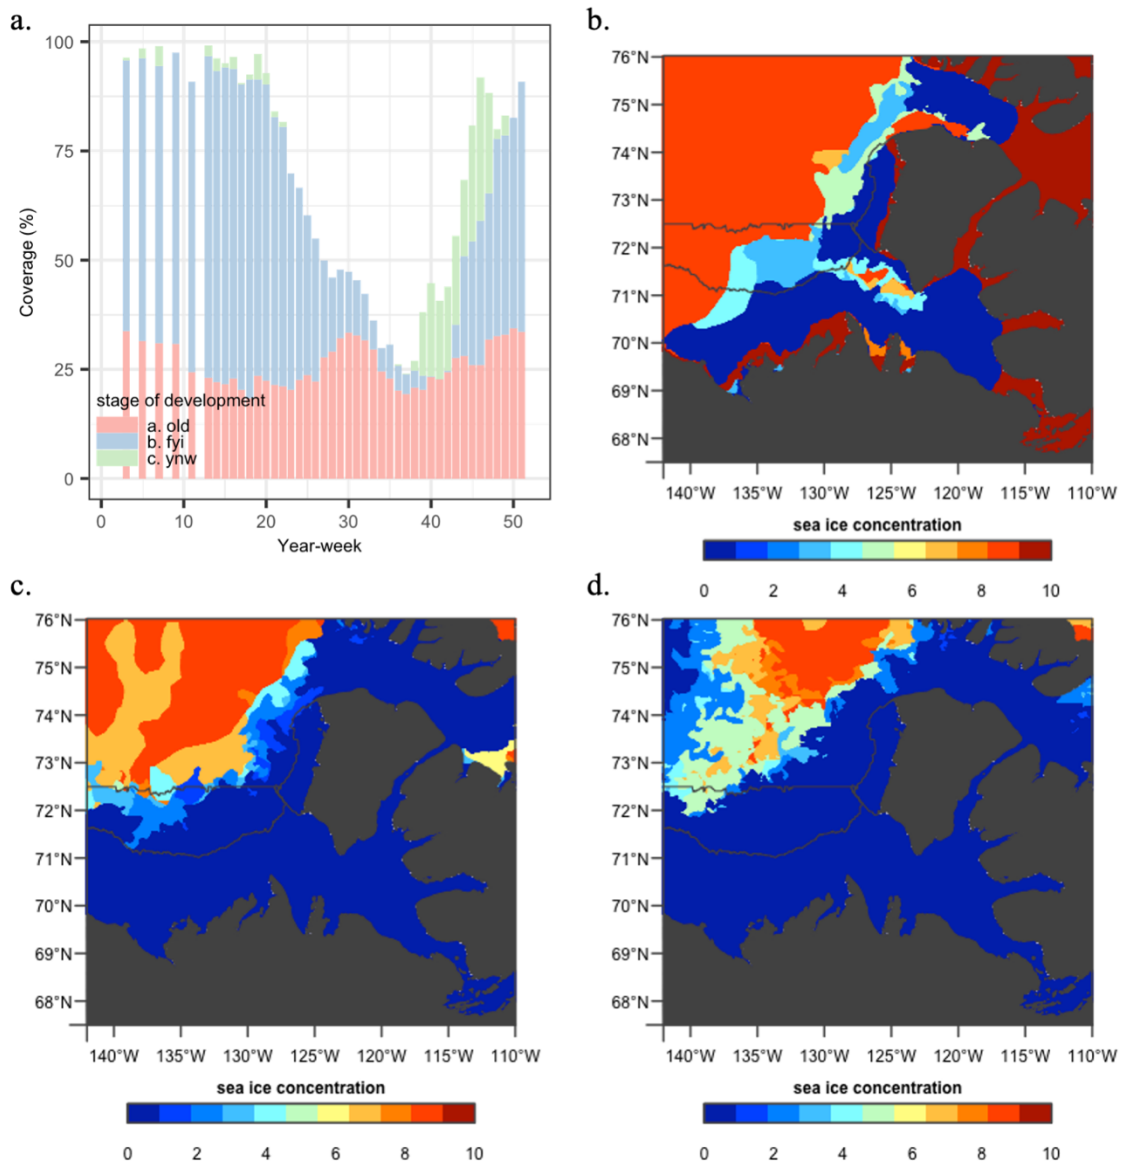 a.
100
75
50
25
0
Coverage (%)
stage of development
a. old
b. fyi
c. ynw
0 10 20 30 40 50
Year-week
b.
76°N
75°N
74°N
73°N
72°N
71°N
70°N
69°N
68°N
140°W 135°W 130°W 125°W 120°W 115°W 110°W
sea ice concentration
0 2 4 6 8 10
c.
76°N
75°N
74°N
73°N
72°N
71°N
70°N
69°N
68°N
140°W 135°W 130°W 125°W 120°W 115°W 110°W
sea ice concentration
0 2 4 6 8 10
d.
76°N
75°N
74°N
73°N
72°N
71°N
70°N
69°N
68°N
140°W 135°W 130°W 125°W 120°W 115°W 110°W
sea ice concentration
0 2 4 6 8 10